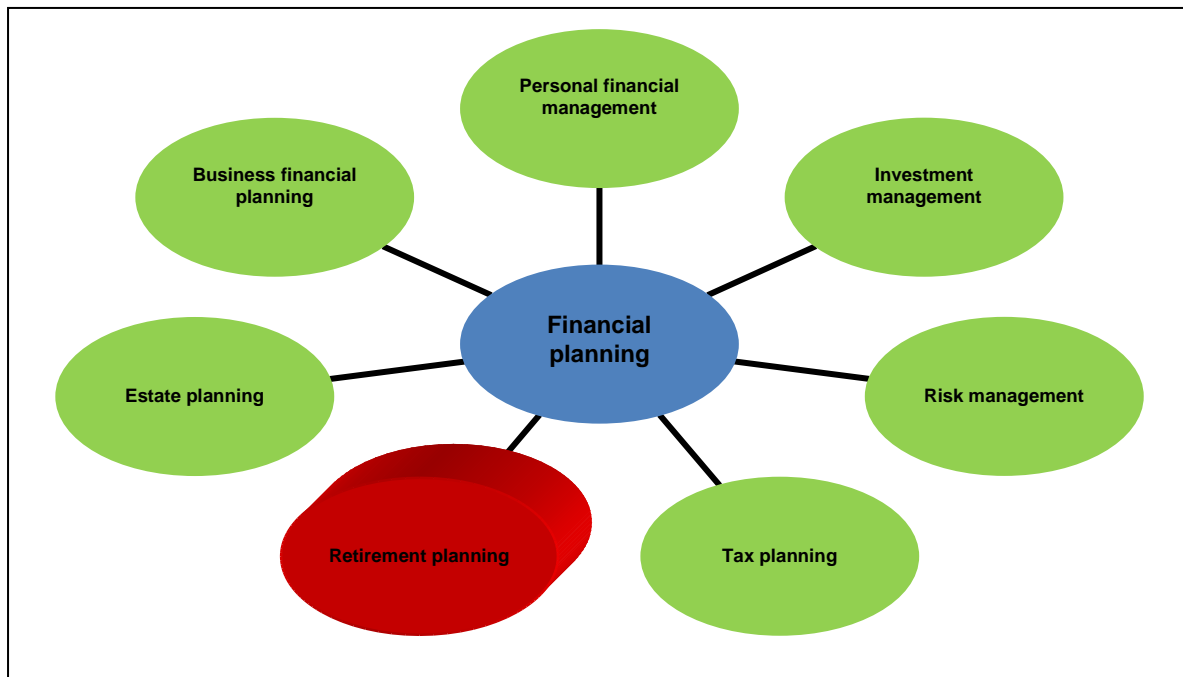 Personal financial
management
Business financial
planning
Investment
management
Financial
planning
Estate planning
Risk management
Retirement planning
Tax planning